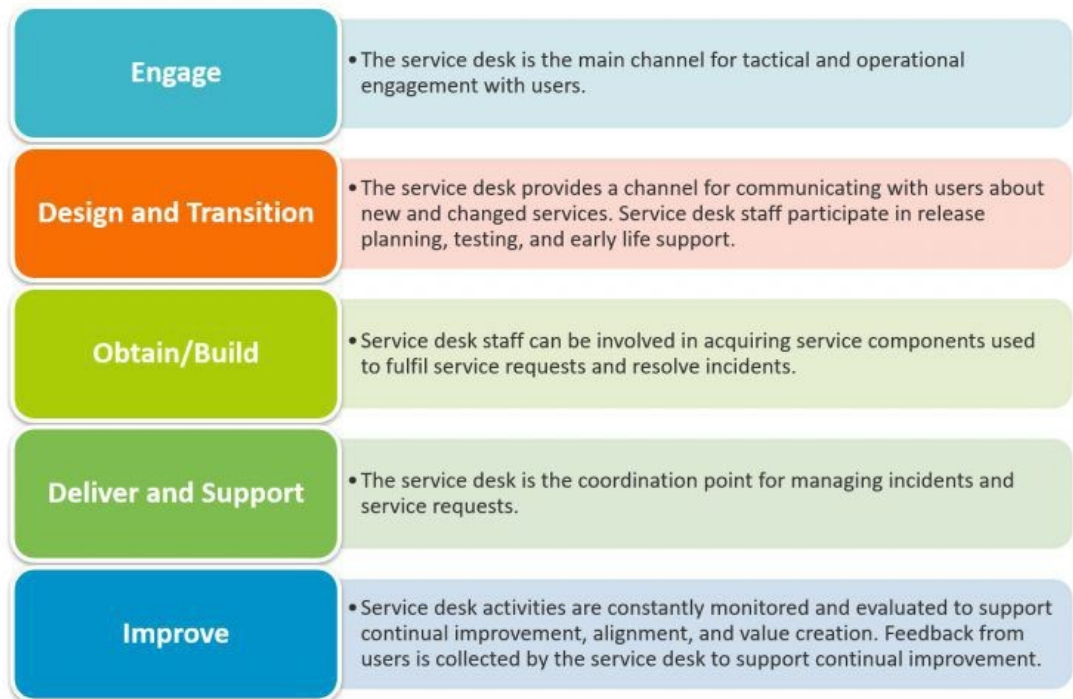 Engage
• The service desk is the main channel for tactical and operational
engagement with users.
Design and Transition
• The service desk provides a channel for communicating with users about
new and changed services. Service desk staff participate in release
planning, testing, and early life support.
Obtain/Build
• Service desk staff can be involved in acquiring service components used
to fulfil service requests and resolve incidents.
Deliver and Support
• The service desk is the coordination point for managing incidents and
service requests.
Improve
• Service desk activities are constantly monitored and evaluated to support
continual improvement, alignment, and value creation. Feedback from
users is collected by the service desk to support continual improvement.